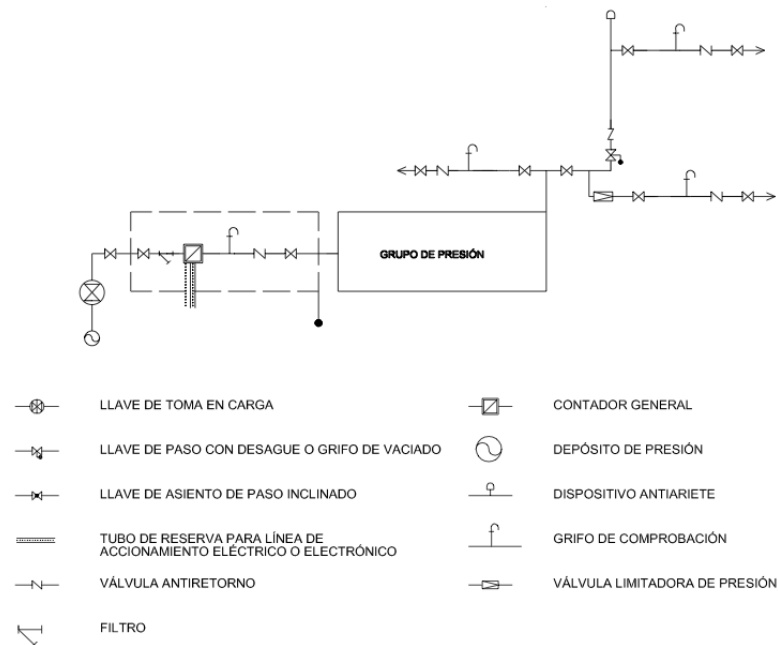 GRUPO DE PRESIÓN
LLAVE DE TOMA EN CARGA
LLAVE DE PASO CON DESAGUE O GRIFO DE VACIADO
LLAVE DE ASIENTO DE PASO INCLINADO
TUBO DE RESERVA PARA LÍNEA DE
ACCIONAMIENTO ELÉCTRICO O ELECTRÓNICO
VÁLVULA ANTIRETORNO
FILTRO
CONTADOR GENERAL
DEPÓSITO DE PRESIÓN
DISPOSITIVO ANTIARIETE
GRIFO DE COMPROBACIÓN
VÁLVULA LIMITADORA DE PRESIÓN